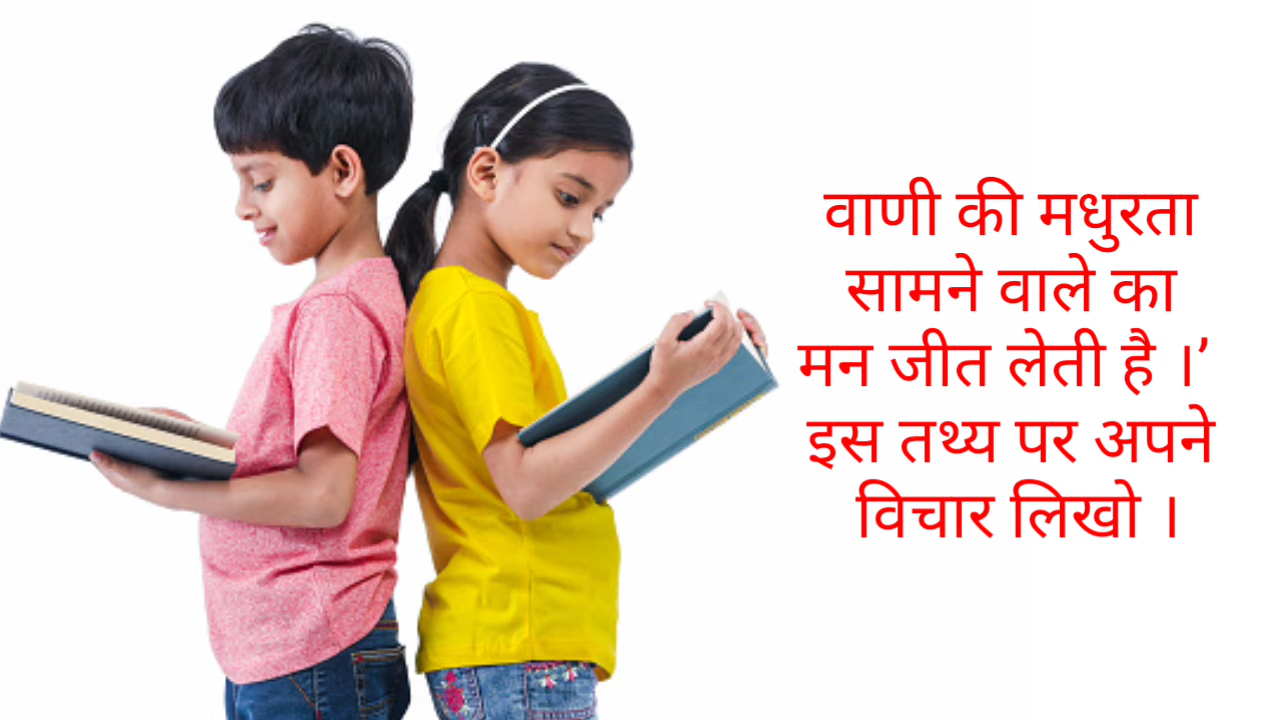 वाणी की मधुरता
सामने वाले का
मन जीत लेती है ।’
इस तथ्य पर अपने
विचार लिखो ।